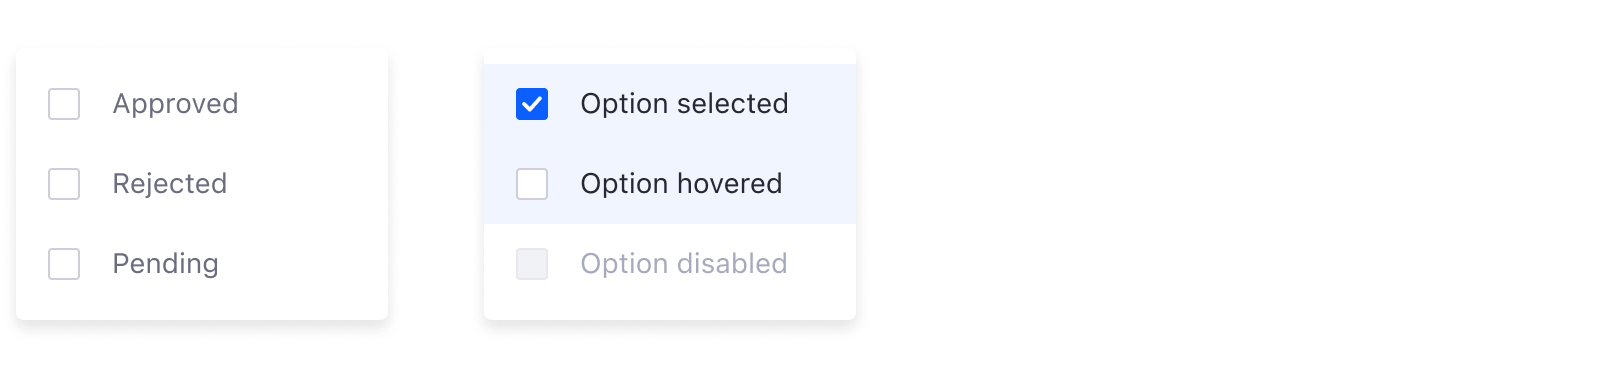 Approved
Rejected
Pending
Option selected
Option hovered
Option disabled